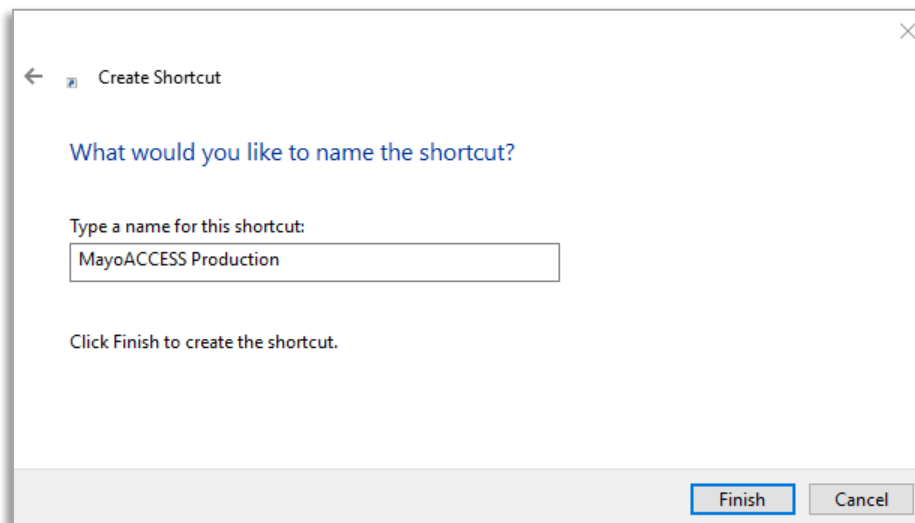 Create Shortcut
What would you like to name the shortcut?
Type a name for this shortcut:
MayoACCESS Production
Click Finish to create the shortcut.
Finish Cancel